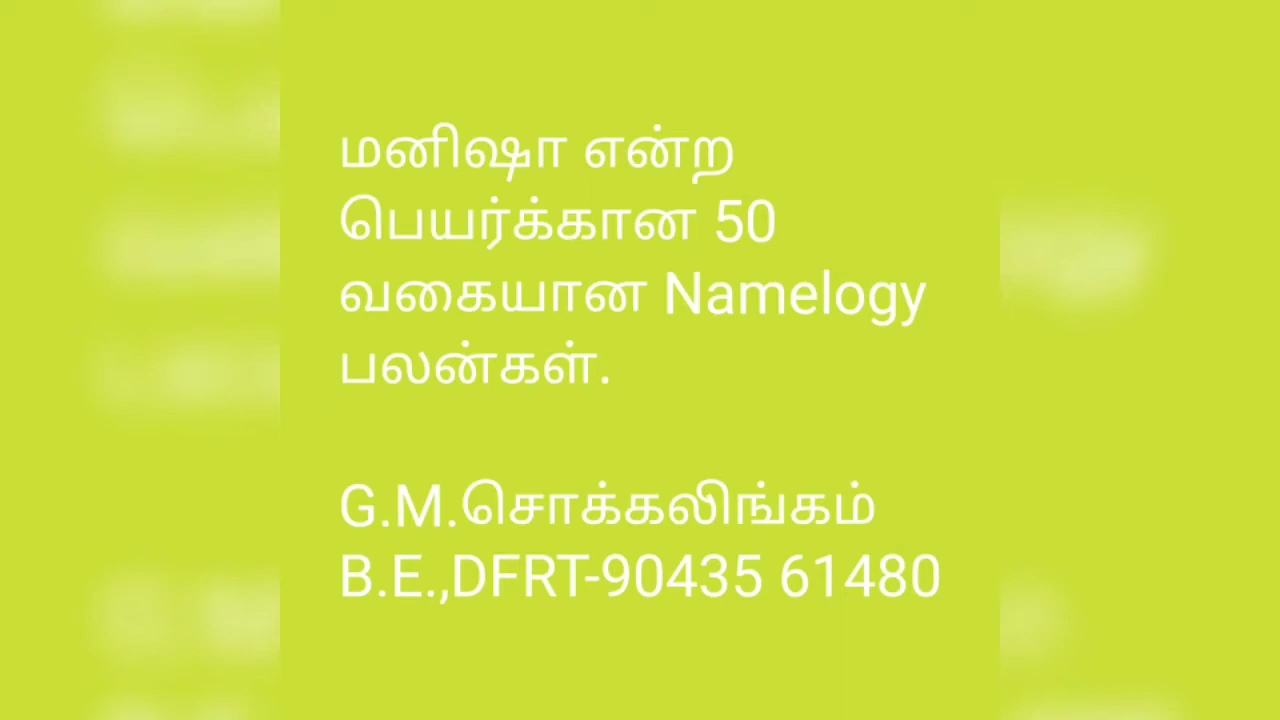 மனிஷா என்ற
பெயர்க்கான 50
வகையான Namelogy
பலன்கள்.
G.M.சொக்கலிங்கம்
B.E.,DFRT-90435 61480